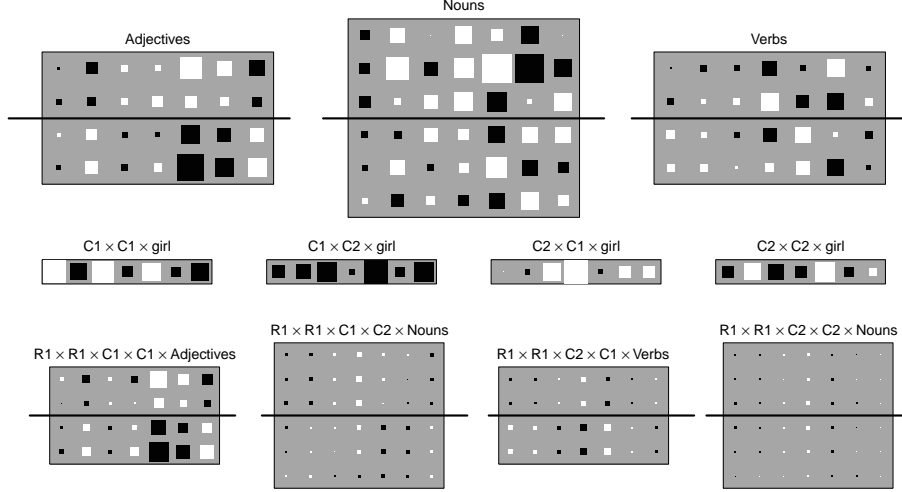 Nouns
Adjectives
Verbs
C1 × C1 × girl
C1 × C2 × girl
C2 × C1 × girl
C2 × C2 × girl
R1 × R1 × C1 × C1 × Adjectives
R1 × R1 × C1 × C2 × Nouns
R1 × R1 × C2 × C1 × Verbs
R1 × R1 × C2 × C2 × Nouns